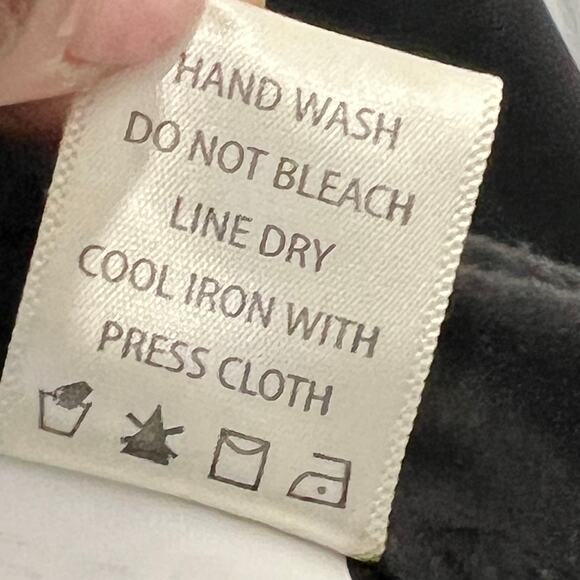 HAND WASH
DO NOT BLEACH
LINE DRY
COOL IRON WITH
PRESS CLOTH